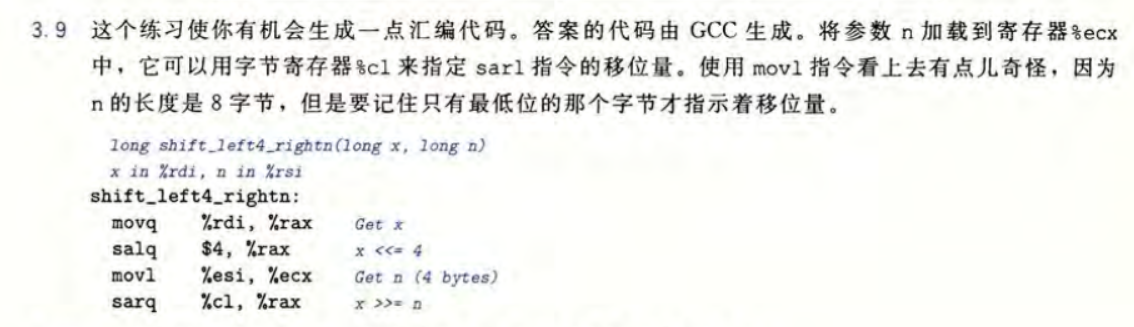 3.9 这个练习使你有机会生成一点汇编代码。答案的代码由 GCC 生成。将参数 n 加载到寄存器%ecx
中，它可以用字节寄存器%cl 来指定 sarl 指令的移位量。使用 movl 指令看上去有点儿奇怪，因为
n 的长度是 8 字节，但是要记住只有最低位的那个字节才指示着移位量。
long shift_left4_rightn(long x, long n)
x in %rdi, n in %rsi
shift_left4_rightn:
movq %rdi, %rax Get x
salq $4, %rax x <<= 4
movl %esi, %ecx Get n (4 bytes)
sarq %cl, %rax x >>= n